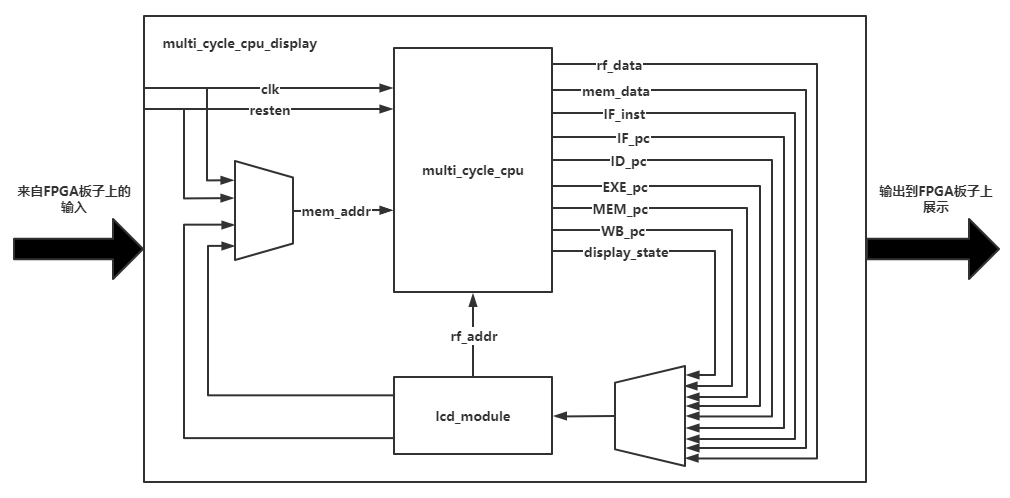 multi_cycle_cpu_display
clk
resten
来自FPGA板子上的
输入
mem_addr
multi_cycle_cpu
rf_data
mem_data
IF_inst
IF_pc
ID_pc
EXE_pc
MEM_pc
WB_pc
display_state
输出到FPGA板子上
展示
rf_addr
lcd_module